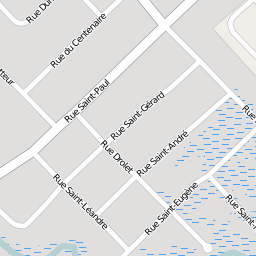 Rue du Centenaire
Rue Saint-Paul
Rue Saint-Gérard
Rue Drolet
Rue Saint-André
Rue Saint-Léandre
Rue Saint-Eugène